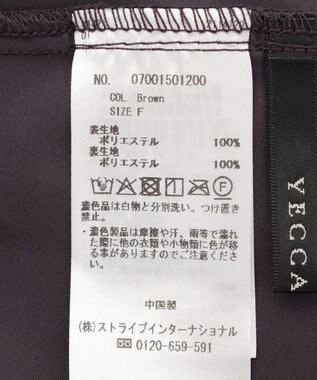 NO. 07001501200
COL. Brown
SIZE F
表生地
ポリエステル 100%
裏生地
ポリエステル 100%
濃色品は白物と分別洗い。つけ置き
禁止。
濃色製品は摩擦や汗、雨等で濡れ
た際に他の衣類や小物類に色が移
る事がありますのでご注意くださ
い。
中国製
(株)ストライプインターナショナル
0120-659-591
YECCA